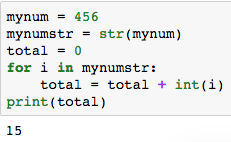 mynum = 456
mynumstr = str(mynum)
total = 0
for i in mynumstr:
    total = total + int(i)
print(total)
15